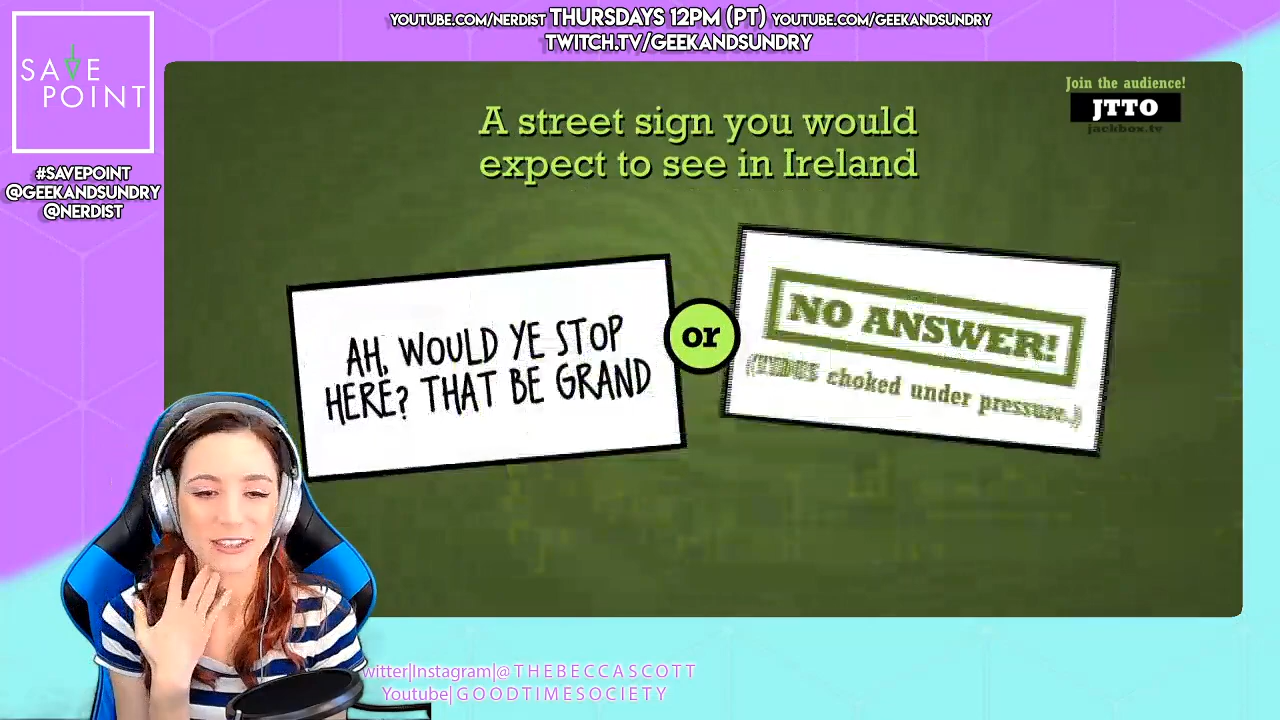 YOUTUBE.COM/NERDIST THURSDAYS 12PM (PT) YOUTUBE.COM/GEEKANDSUNDRY
TWITCH.TV/GEEKANDSUNDRY
SAVE
POINT
#SAVEPOINT
@GEEKANDSUNDRY
@NERDIST
Join the audience!
JTTO
jackbox.tv
A street sign you would
expect to see in Ireland
AH, WOULD YE STOP
HERE? THAT BE GRAND
or
NO ANSWER!
choked under pressure.)
witter|Instagram|@THEBECCASCOTT
Youtube|GOODTIMESOCIETY